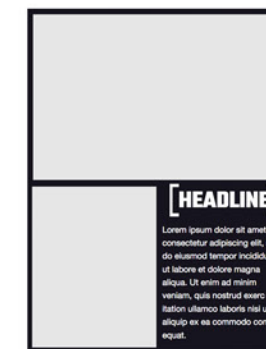 [HEADLINE
Lorem ipsum dolor sit amet
consectetur adipiscing elit,
do eiusmod tempor incididu
ut labore et dolore magna
aliqua. Ut enim ad minim
veniam, quis nostrud exerc
itation ullamco laboris nisi u
aliquip ex ea commodo con
equat.